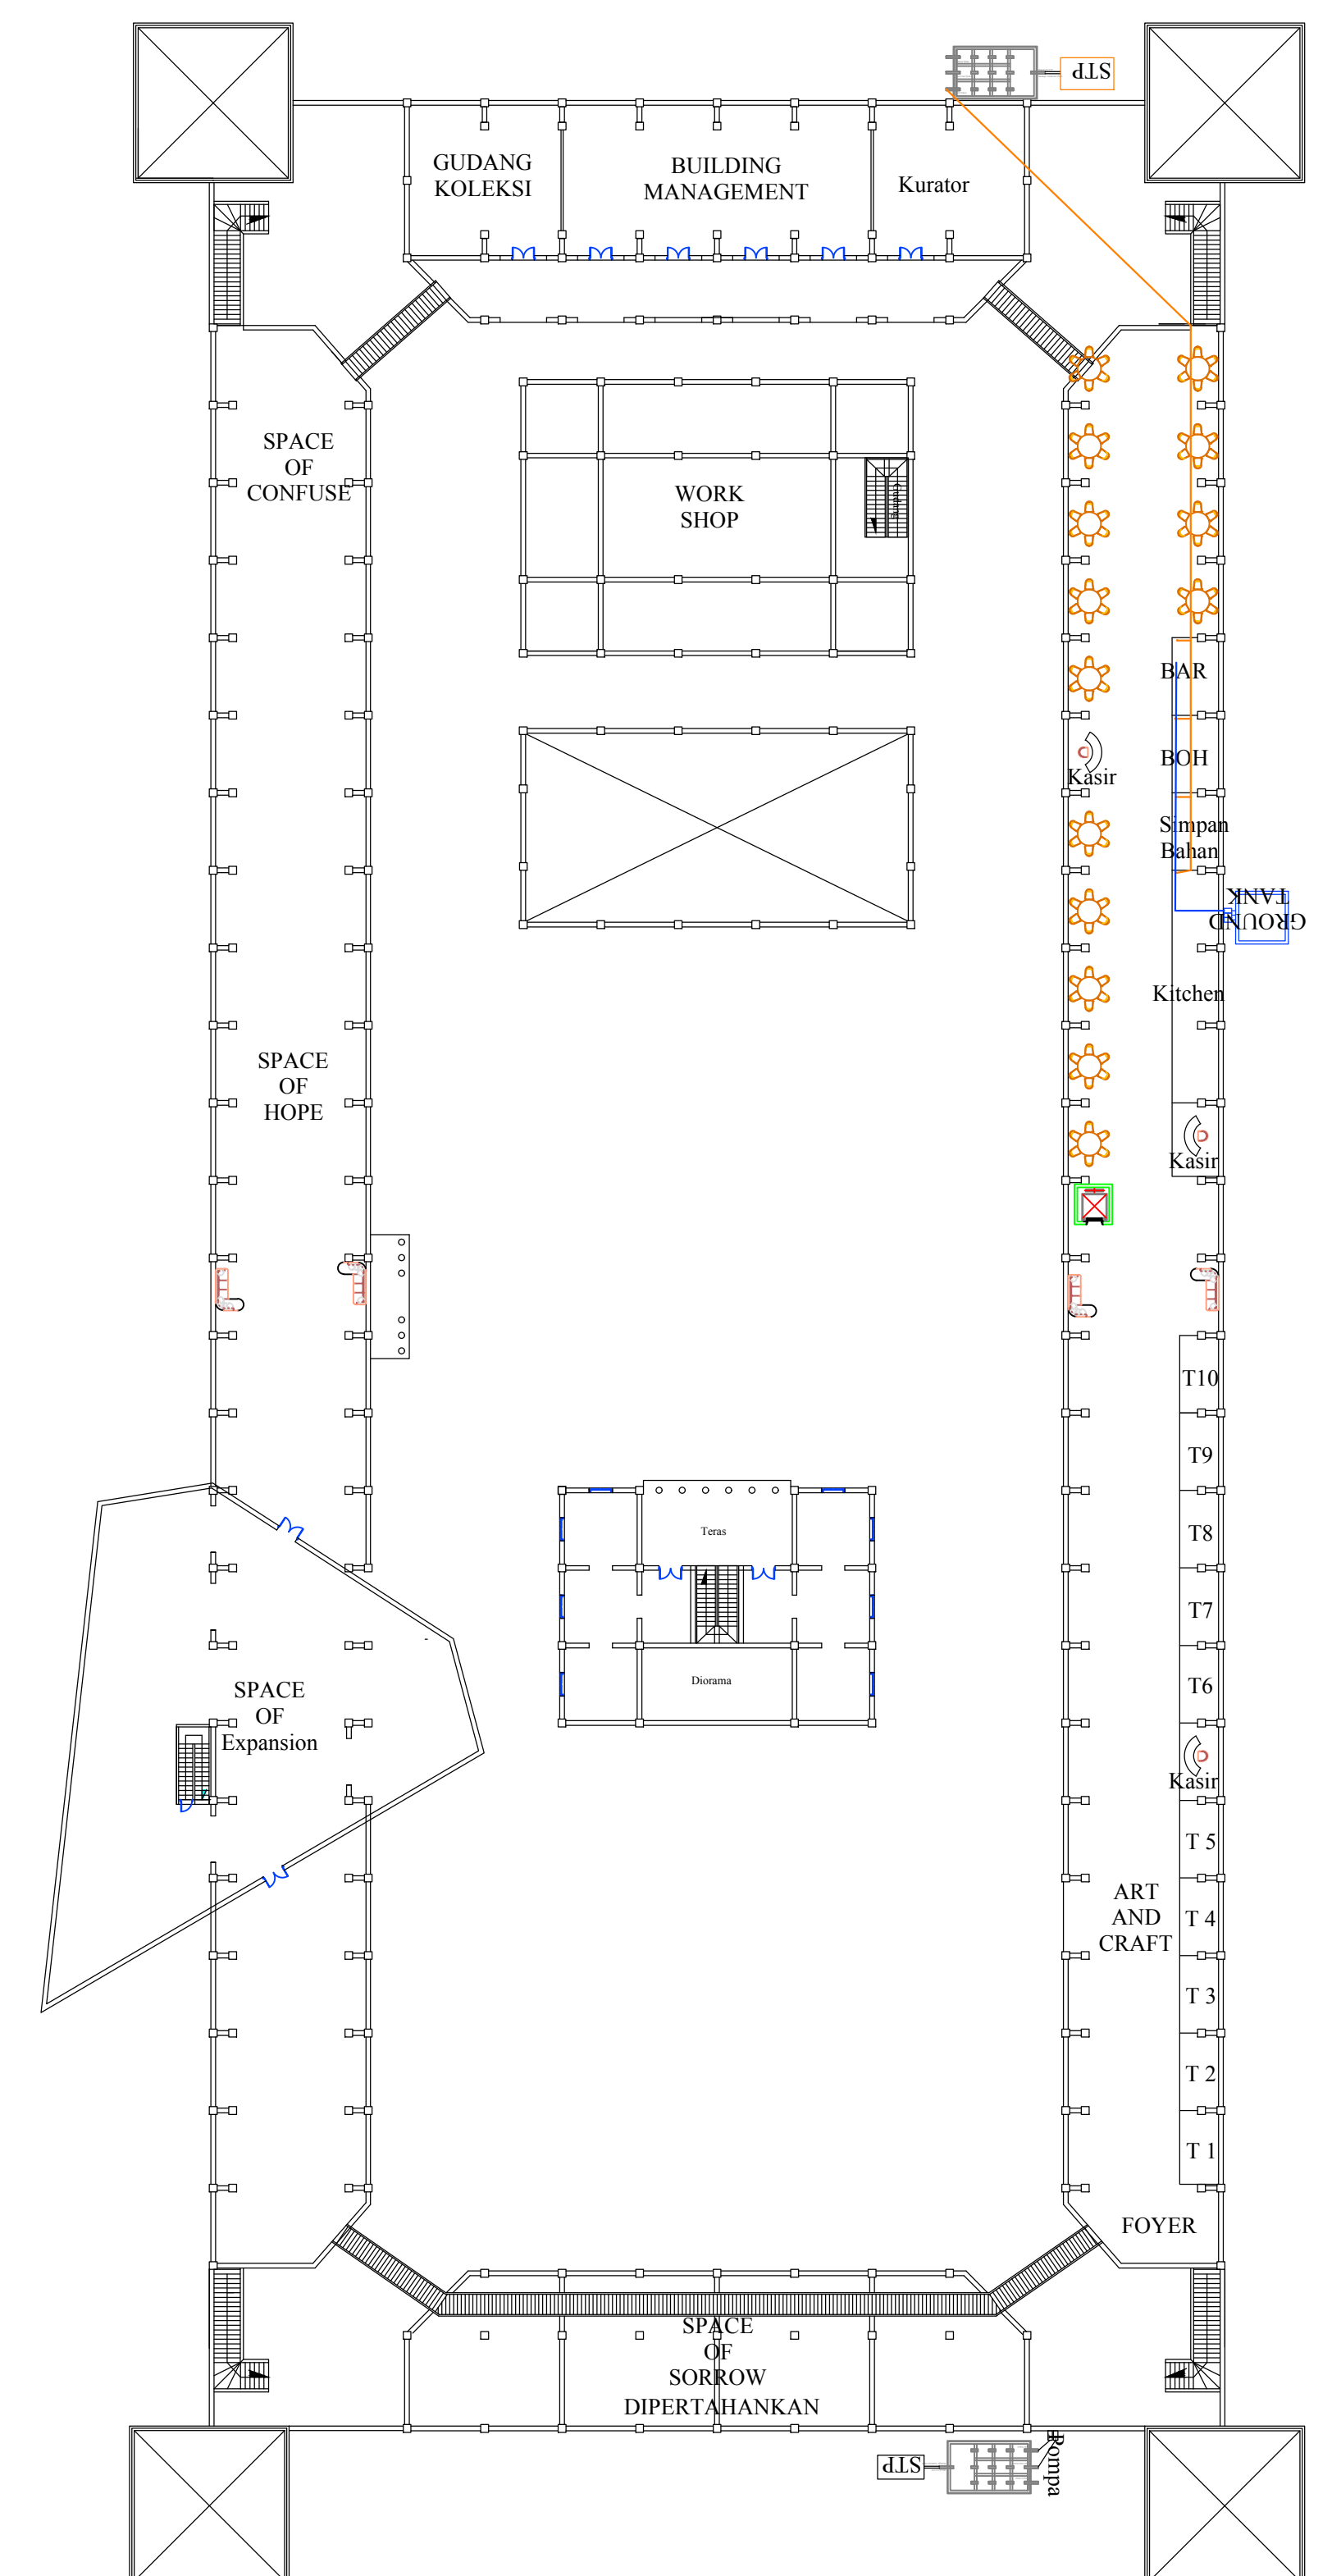 STP
GUDANG
KOLEKSI
BUILDING
MANAGEMENT
Kurator
SPACE
OF
CONFUSE
WORK
SHOP
BAR
BOH
Kasir
Simpan
Bahan
GROUND
TANK
Kitchen
SPACE
OF
HOPE
Kasir
T10
T9
T8
Teras
T7
T6
Diorama
SPACE
OF
Expansion
Kasir
T 5
ART
AND
CRAFT
T 4
T 3
T 2
T 1
FOYER
SPACE
OF
SORROW
DIPERTAHANKAN
STP
Pompa